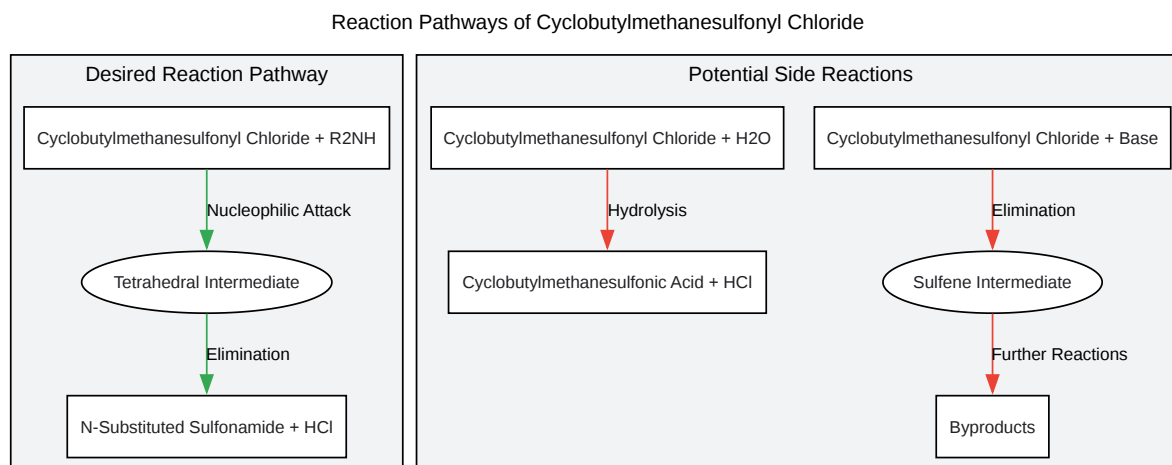 Reaction Pathways of Cyclobutylmethanesulfonyl Chloride
Desired Reaction Pathway
Cyclobutylmethanesulfonyl Chloride + R2NH
Nucleophilic Attack
Tetrahedral Intermediate
Elimination
N-Substituted Sulfonamide + HCl
Potential Side Reactions
Cyclobutylmethanesulfonyl Chloride + H2O
Hydrolysis
Cyclobutylmethanesulfonic Acid + HCl
Cyclobutylmethanesulfonyl Chloride + Base
Elimination
Sulfene Intermediate
Further Reactions
Byproducts